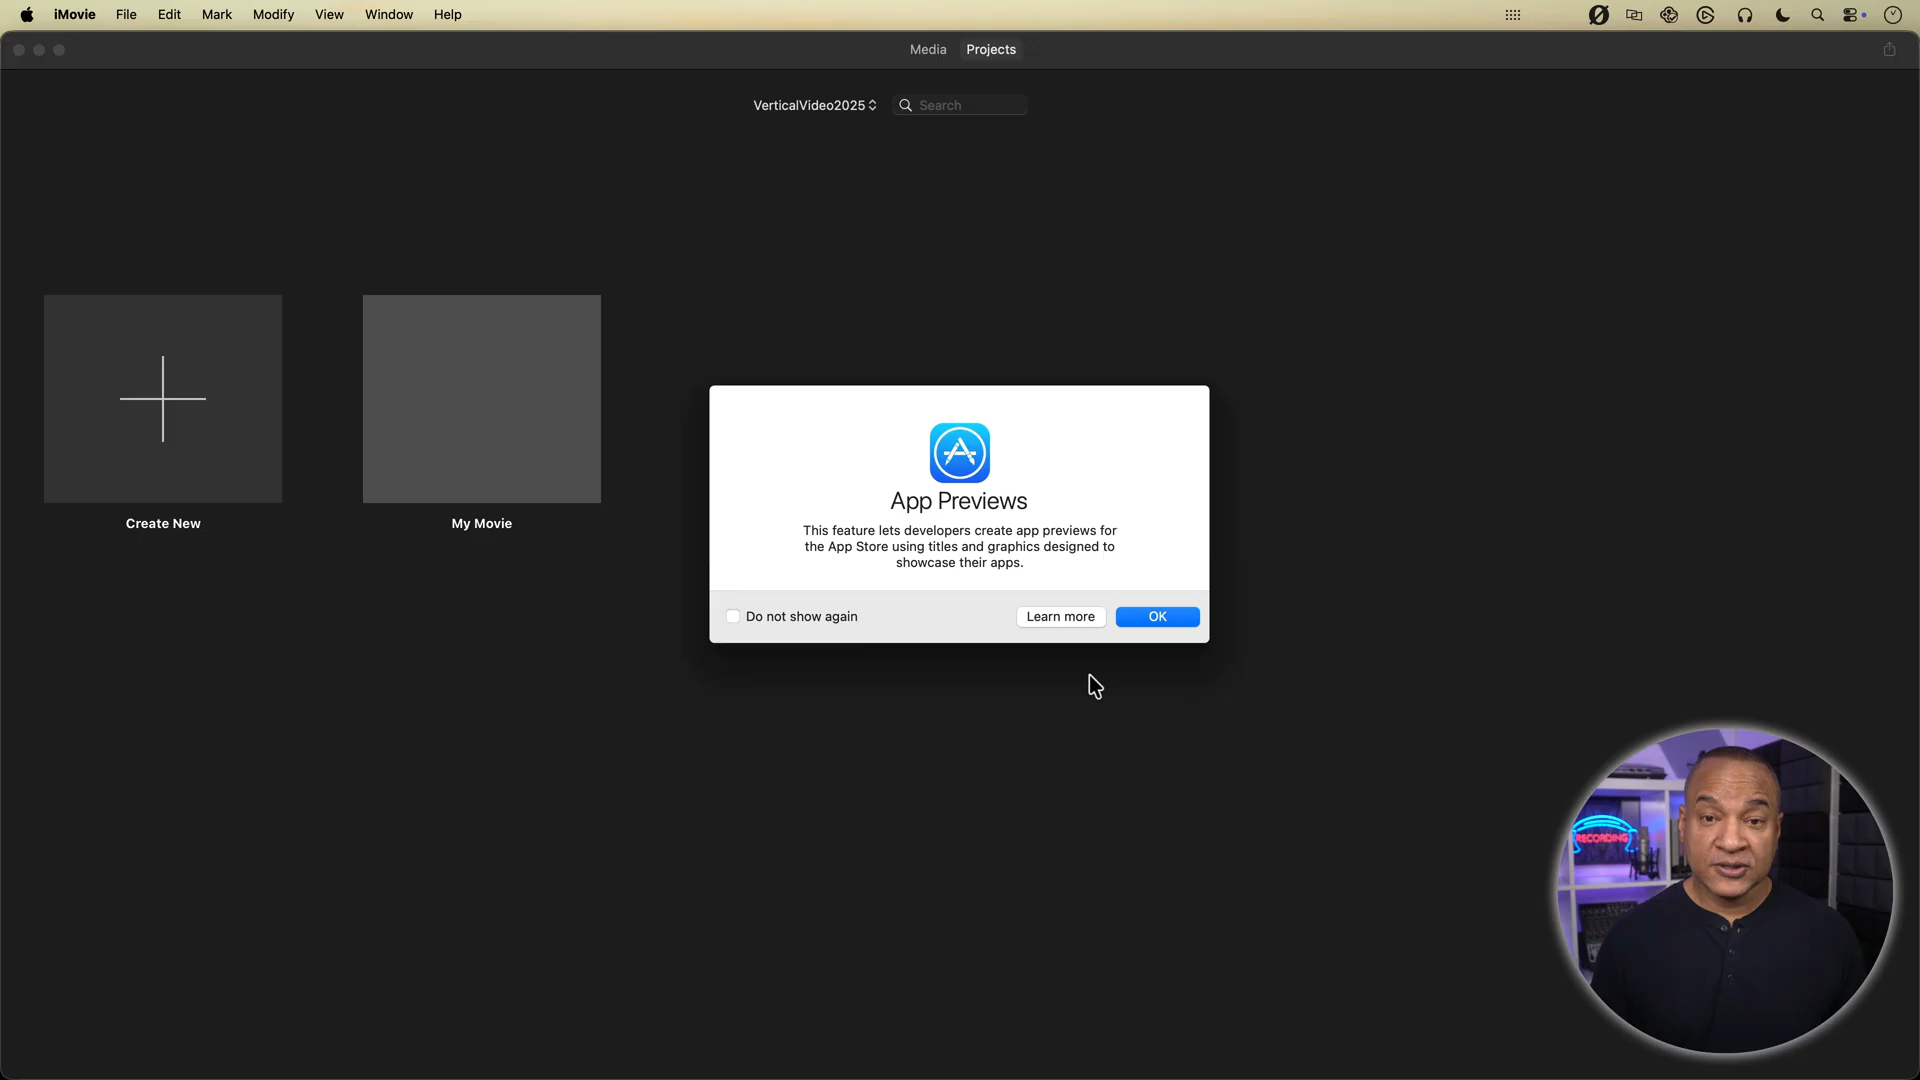 iMovie File Edit Mark Modify View Window Help
Media Projects
VerticalVideo2025 Search
Create New
My Movie
App Previews
This feature lets developers create app previews for
the App Store using titles and graphics designed to
showcase their apps.
Do not show again
Learn more
OK
RECORDING